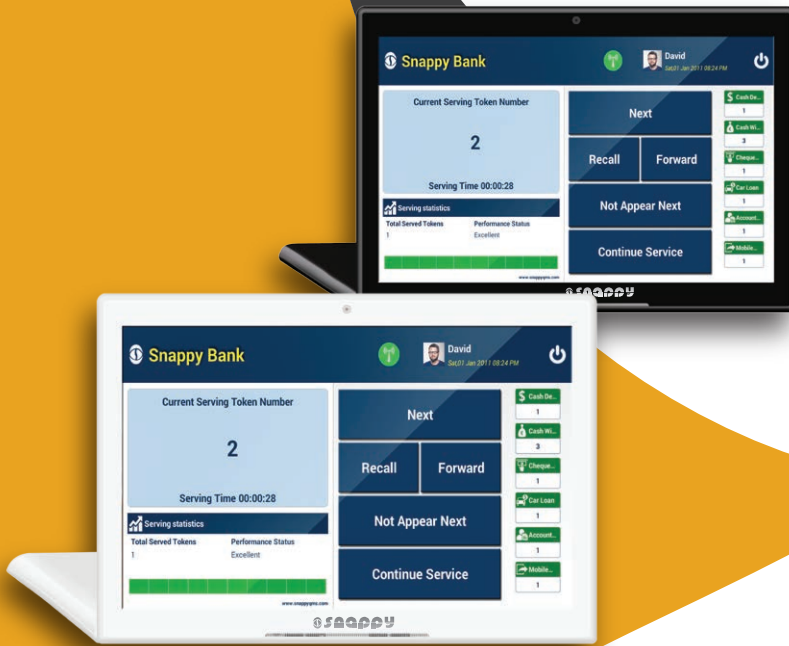 Snappy Bank
David
Sat,01 Jan 2011 08:24 PM
Current Serving Token Number
2
Serving Time 00:00:28
Serving statistics
Total Served Tokens Performance Status
1 Excellent
www.snappyqms.com
Next
Recall Forward
Not Appear Next
Continue Service
Cash De..
1
Cash Wi...
3
Cheque...
1
Car Loan
1
Account..
1
Mobile..
1
snappy
Snappy Bank
David
Sat,01 Jan 2011 08:24 PM
Current Serving Token Number
2
Serving Time 00:00:28
Serving statistics
Total Served Tokens Performance Status
1 Excellent
www.snappyqms.com
Next
Recall Forward
Not Appear Next
Continue Service
Cash De..
1
Cash Wi...
3
Cheque...
1
Car Loan
1
Account..
1
Mobile..
1
snappy